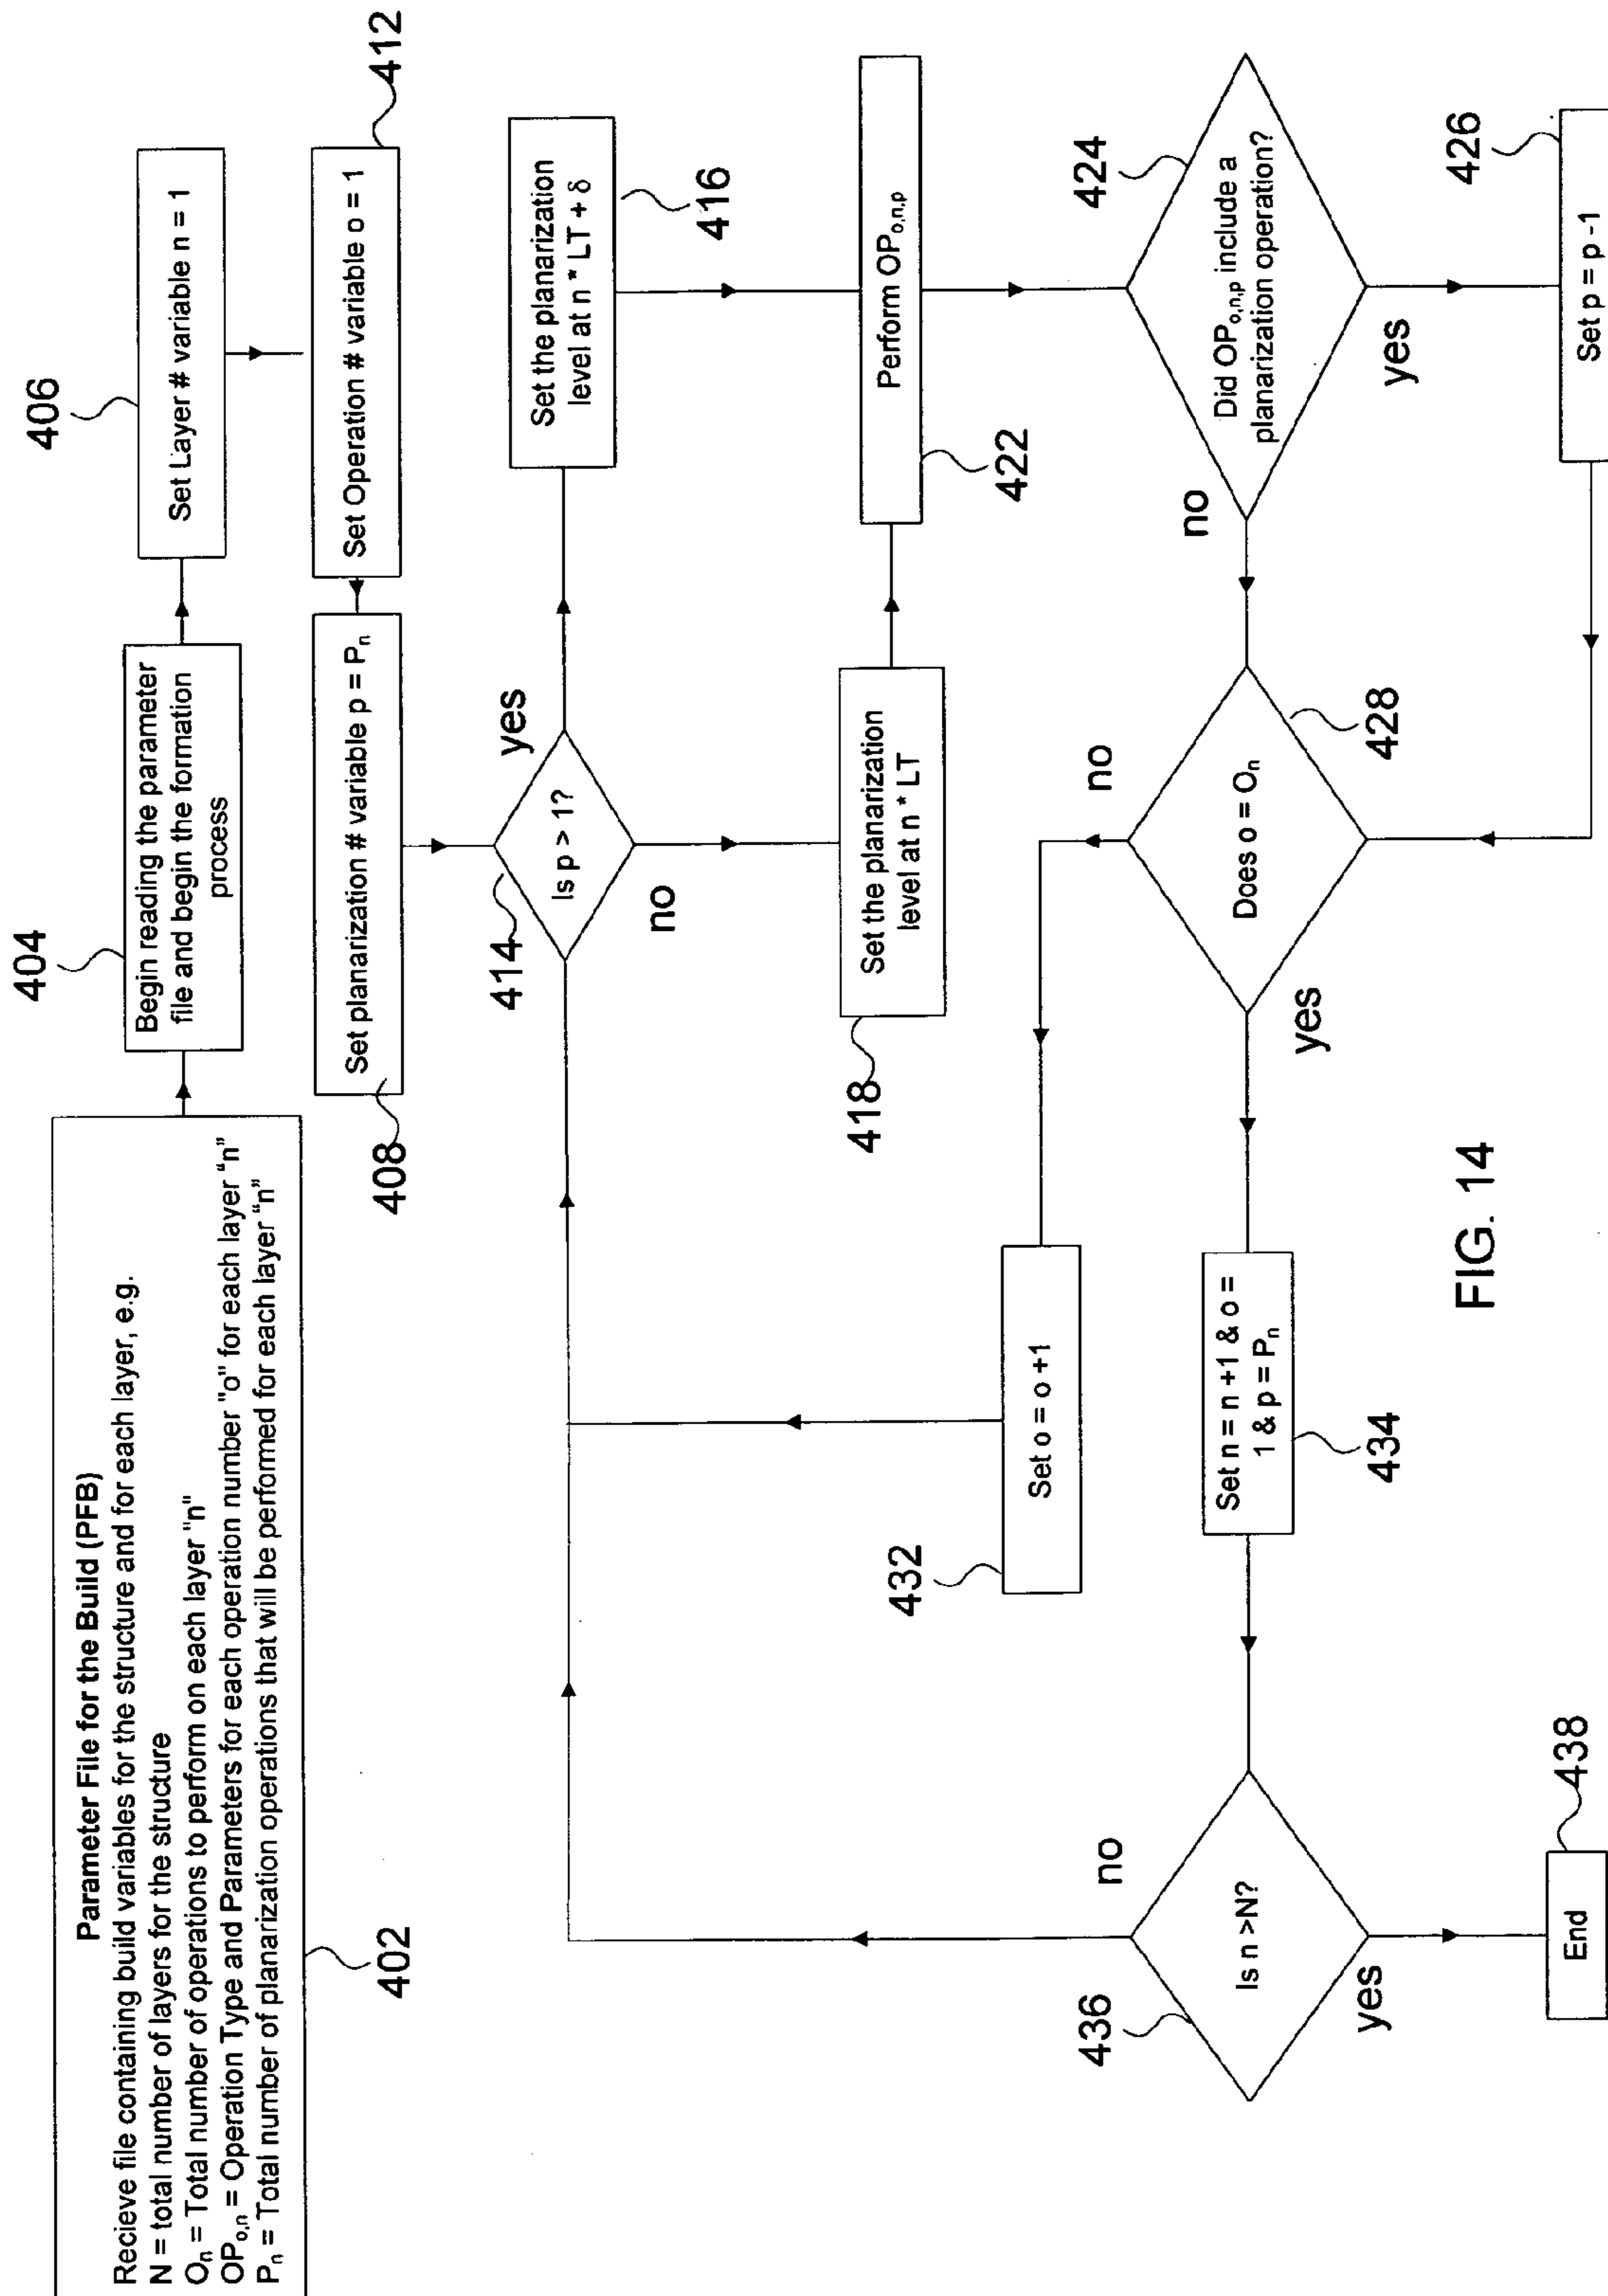 Parameter File for the Build (PFB)
Recieve file containing build variables for the structure and for each layer, e.g.
N = total number of layers for the structure
Oₙ = Total number of operations to perform on each layer "n"
OPₒ,ₙ = Operation Type and Parameters for each operation number "o" for each layer "n"
Pₙ = Total number of planarization operations that will be performed for each layer "n"
402
404
Begin reading the parameter
file and begin the formation
process
406
Set Layer # variable n = 1
412
Set Operation # variable o = 1
408
Set planarization # variable p = Pₙ
414
Is p > 1?
yes
no
416
Set the planarization
level at n * LT + δ
418
Set the planarization
level at n * LT
422
Perform OPₒ,ₙ,ₚ
424
Did OPₒ,ₙ,ₚ include a
planarization operation?
no
yes
426
Set p = p -1
428
Does o = Oₙ
no
yes
432
Set o = o +1
434
Set n = n +1 & o =
1 & p = Pₙ
436
Is n >N?
no
yes
438
End
FIG. 14